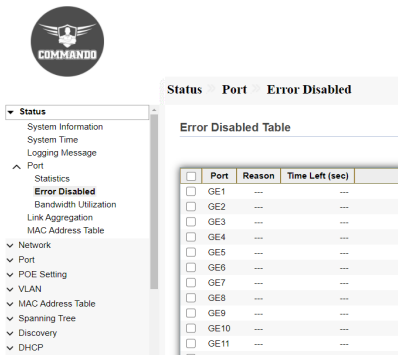 COMMANDO
Status Port Error Disabled
Status
System Information
System Time
Logging Message
Port
Statistics
Error Disabled
Bandwidth Utilization
Link Aggregation
MAC Address Table
Network
Port
POE Setting
VLAN
MAC Address Table
Spanning Tree
Discovery
DHCP
Error Disabled Table
Port Reason Time Left (sec)
GE1 --- ---
GE2 --- ---
GE3 --- ---
GE4 --- ---
GE5 --- ---
GE6 --- ---
GE7 --- ---
GE8 --- ---
GE9 --- ---
GE10 --- ---
GE11 --- ---